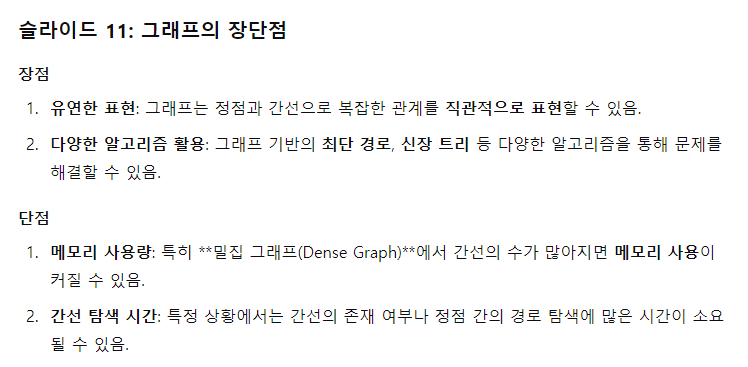 슬라이드 11: 그래프의 장단점
장점
1. 유연한 표현: 그래프는 정점과 간선으로 복잡한 관계를 직관적으로 표현할 수 있음.
2. 다양한 알고리즘 활용: 그래프 기반의 최단 경로, 신장 트리 등 다양한 알고리즘을 통해 문제를
해결할 수 있음.
단점
1. 메모리 사용량: 특히 **밀집 그래프(Dense Graph)**에서 간선의 수가 많아지면 메모리 사용이
커질 수 있음.
2. 간선 탐색 시간: 특정 상황에서는 간선의 존재 여부나 정점 간의 경로 탐색에 많은 시간이 소요
될 수 있음.